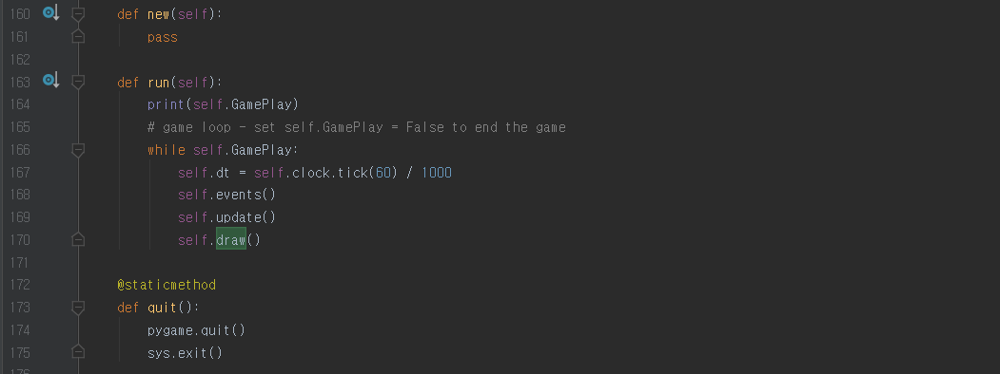 160 def new(self):
161 pass
162
163 def run(self):
164 print(self.GamePlay)
165 # game loop - set self.GamePlay = False to end the game
166 while self.GamePlay:
167 self.dt = self.clock.tick(60) / 1000
168 self.events()
169 self.update()
170 self.draw()
171
172 @staticmethod
173 def quit():
174 pygame.quit()
175 sys.exit()